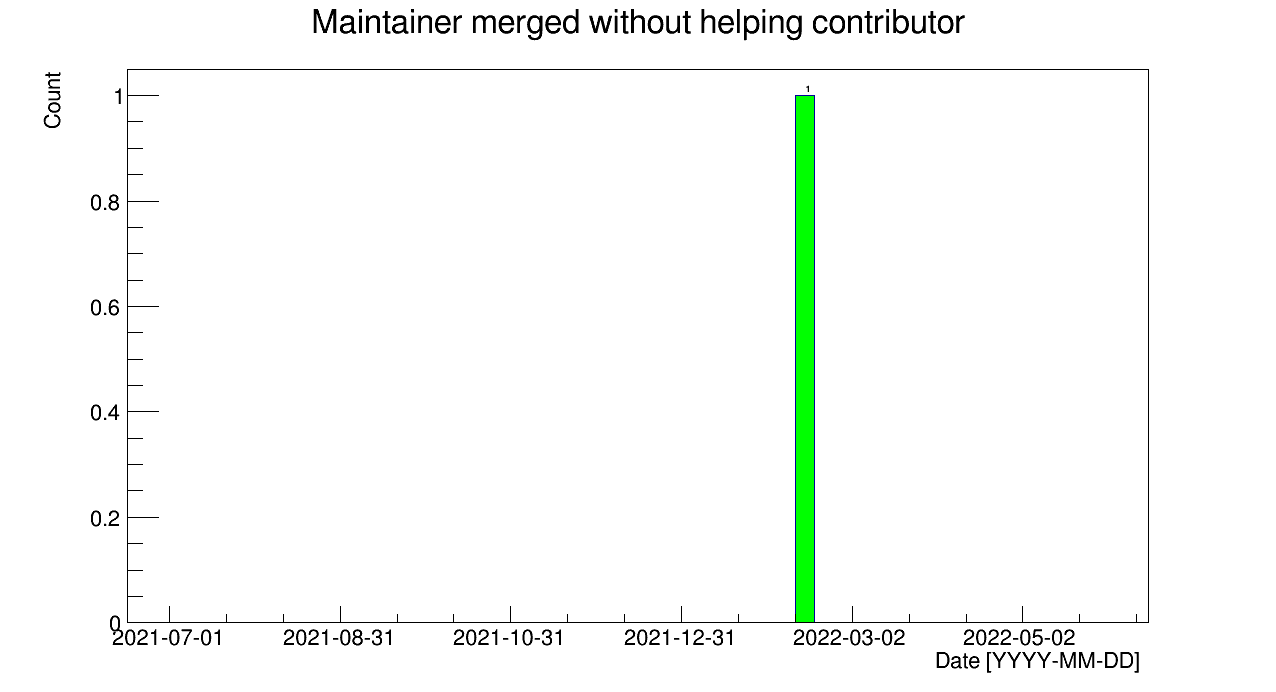 Maintainer merged without helping contributor
Count
1
1
0.8
0.6
0.4
0.2
0
2021-07-01 2021-08-31 2021-10-31 2021-12-31 2022-03-02 2022-05-02
Date [YYYY-MM-DD]